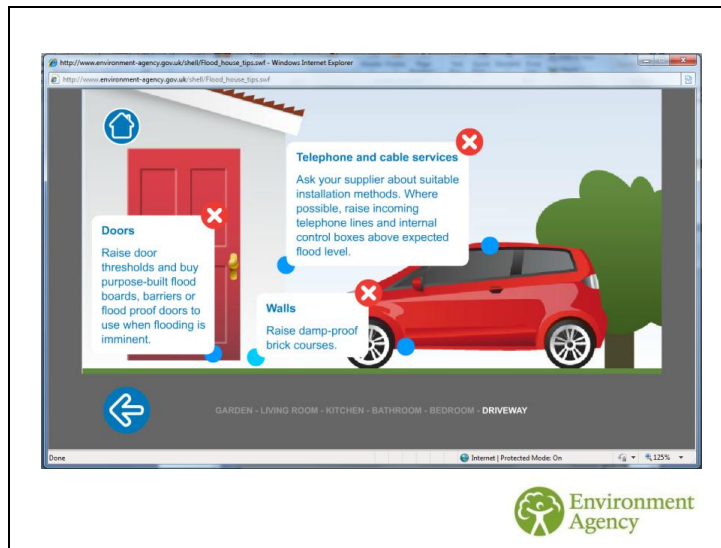 http://www.environment-agency.gov.uk/shell/Flood_house_tips.swf - Windows Internet Explorer
http://www.environment-agency.gov.uk/shell/Flood_house_tips.swf
Telephone and cable services
Ask your supplier about suitable
installation methods. Where
possible, raise incoming
telephone lines and internal
control boxes above expected
flood level.
Doors
Raise door
thresholds and buy
purpose-built flood
boards, barriers or
flood proof doors to
use when flooding is
imminent.
Walls
Raise damp-proof
brick courses.
GARDEN - LIVING ROOM - KITCHEN - BATHROOM - BEDROOM - DRIVEWAY
Done
Internet | Protected Mode: On
125%
Environment
Agency